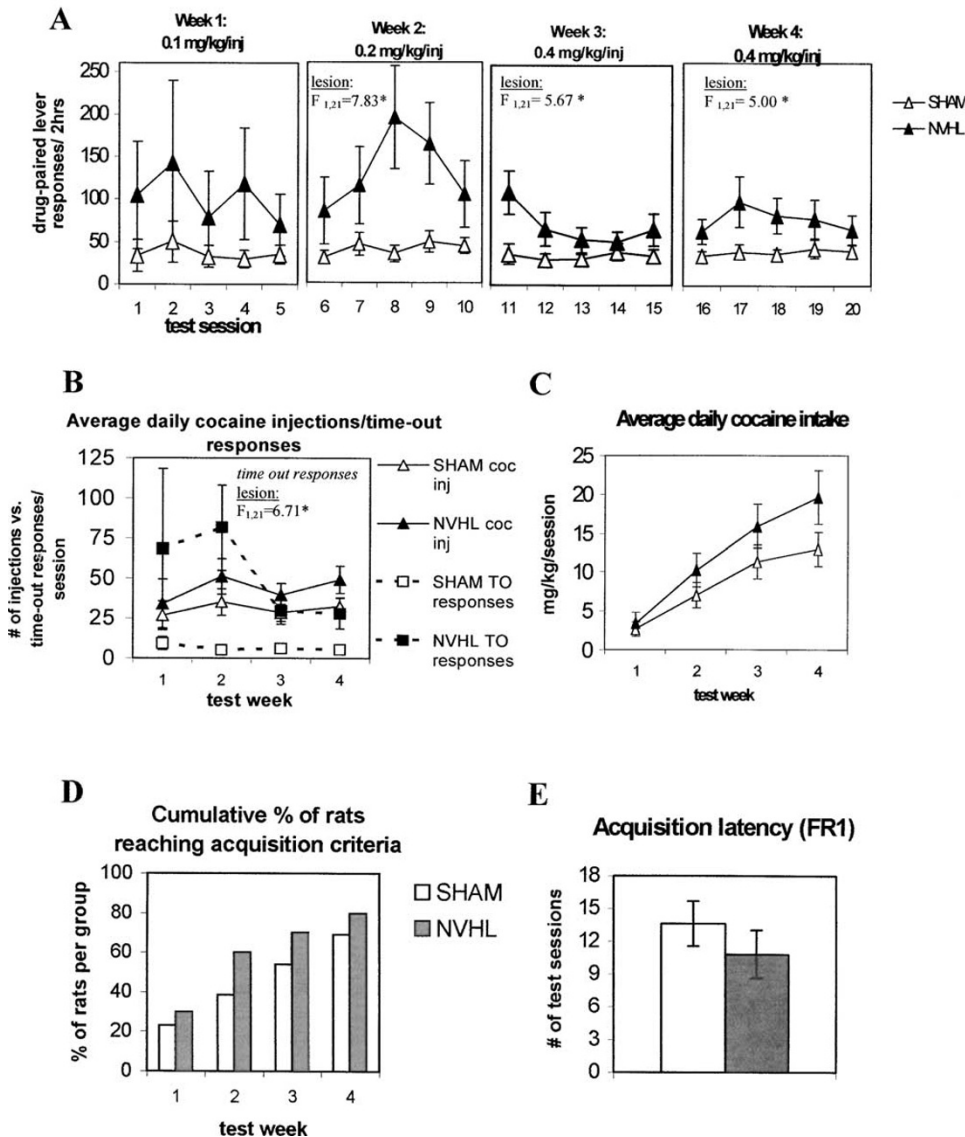 A
Week 1:
0.1 mg/kg/inj
Week 2:
0.2 mg/kg/inj
Week 3:
0.4 mg/kg/inj
Week 4:
0.4 mg/kg/inj
drug-paired lever
responses/ 2hrs
250
200
150
100
50
0
lesion:
F 1,21=7.83*
lesion:
F 1,21= 5.67 *
lesion:
F 1,21= 5.00 *
SHAM
NVHL
1 2 3 4 5
6 7 8 9 10
11 12 13 14 15
16 17 18 19 20
test session
B
Average daily cocaine injections/time-out
responses
# of injections vs.
time-out responses/
session
125
100
75
50
25
0
time out responses
lesion:
F1,21=6.71*
1 2 3 4
test week
SHAM coc
inj
NVHL coc
inj
SHAM TO
responses
NVHL TO
responses
C
Average daily cocaine intake
mg/kg/session
25
20
15
10
5
0
1 2 3 4
test week
D
Cumulative % of rats
reaching acquisition criteria
% of rats per group
100
80
60
40
20
0
1 2 3 4
test week
SHAM
NVHL
E
Acquisition latency (FR1)
# of test sessions
18
15
12
9
6
3
0